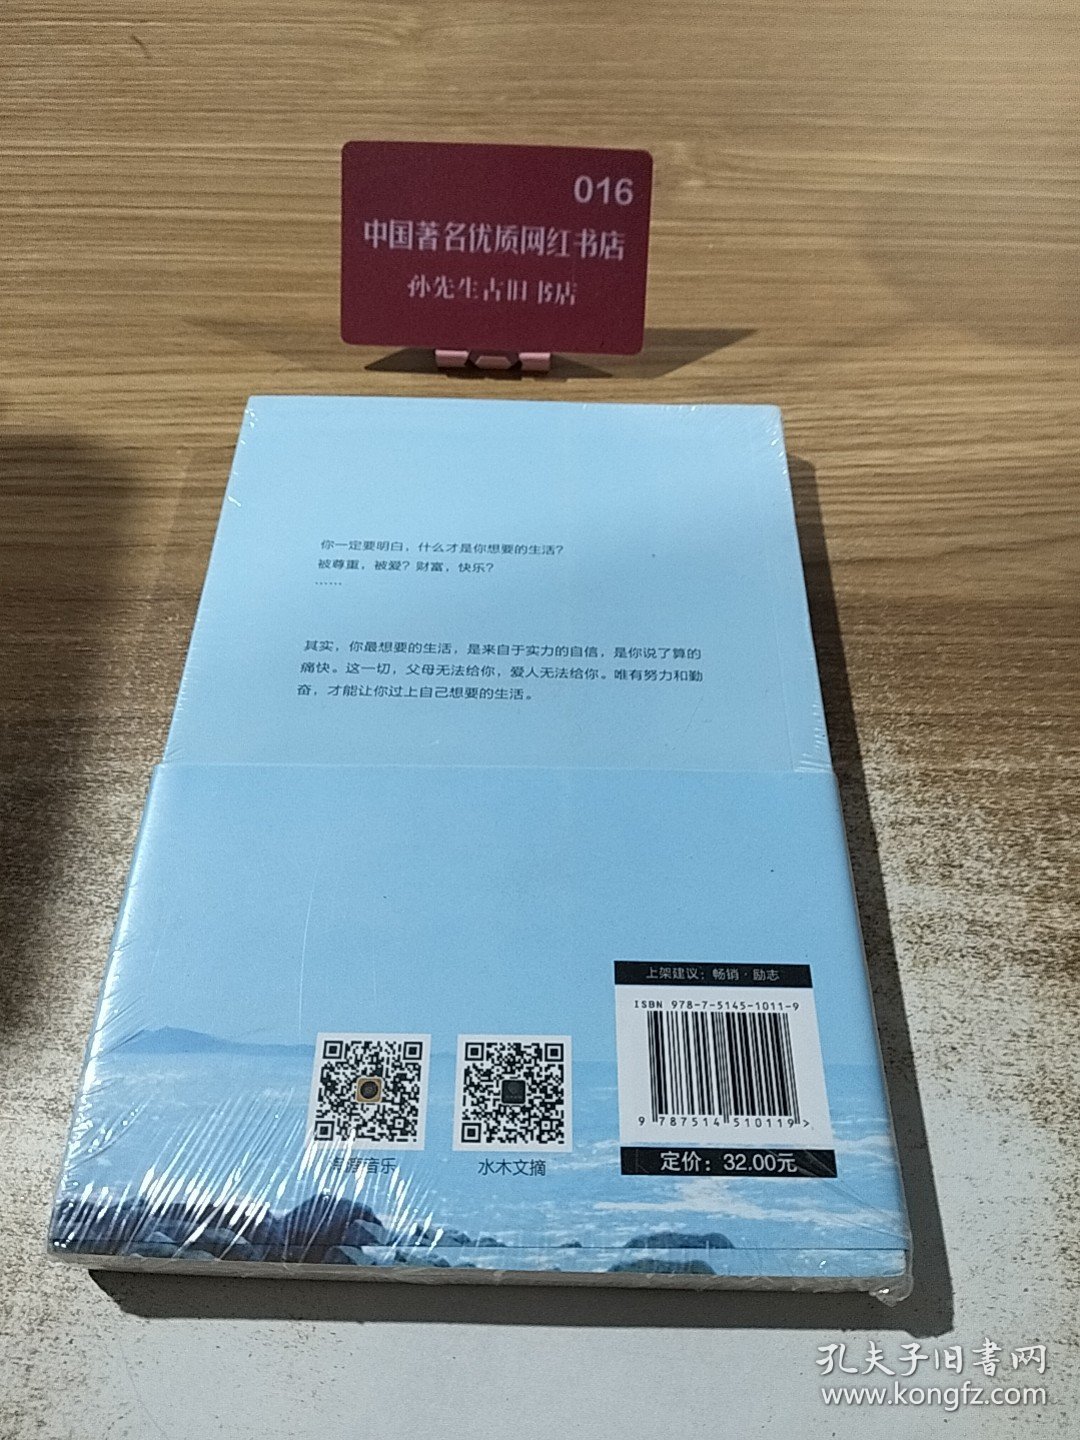 016
中国著名优质网红书店
孙先生古旧书店
你一定要明白，什么才是你想要的生活？
被尊重，被爱？财富，快乐？
……
其实，你最想要的生活，是来自于实力的自信，是你说了算的
痛快。这一切，父母无法给你，爱人无法给你。唯有努力和勤
奋，才能让你过上自己想要的生活。
上架建议：畅销·励志
ISBN 978-7-5145-1011-9
9 787514 510119 >
定价：32.00元
音乐
水木文摘
孔夫子旧書网
www.kongfz.com